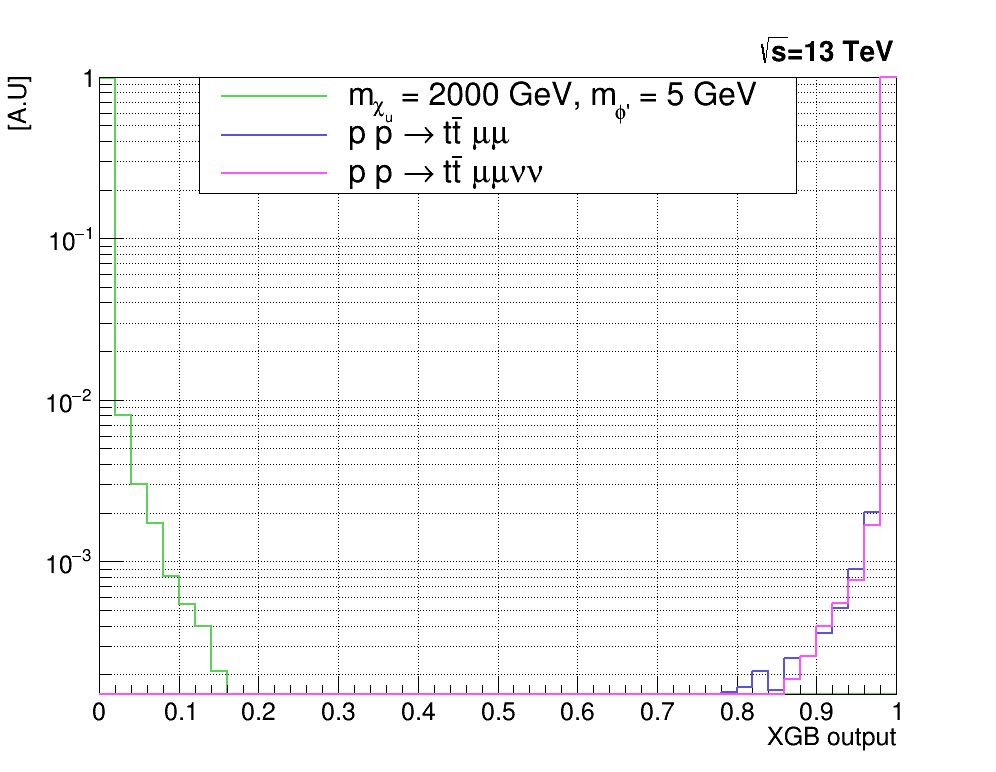 √s=13 TeV
[A.U]
m_χ_u = 2000 GeV, m_ϕ' = 5 GeV
p p → tt̄ μμ
p p → tt̄ μμνν
1
10⁻¹
10⁻²
10⁻³
0 0.1 0.2 0.3 0.4 0.5 0.6 0.7 0.8 0.9 1
XGB output